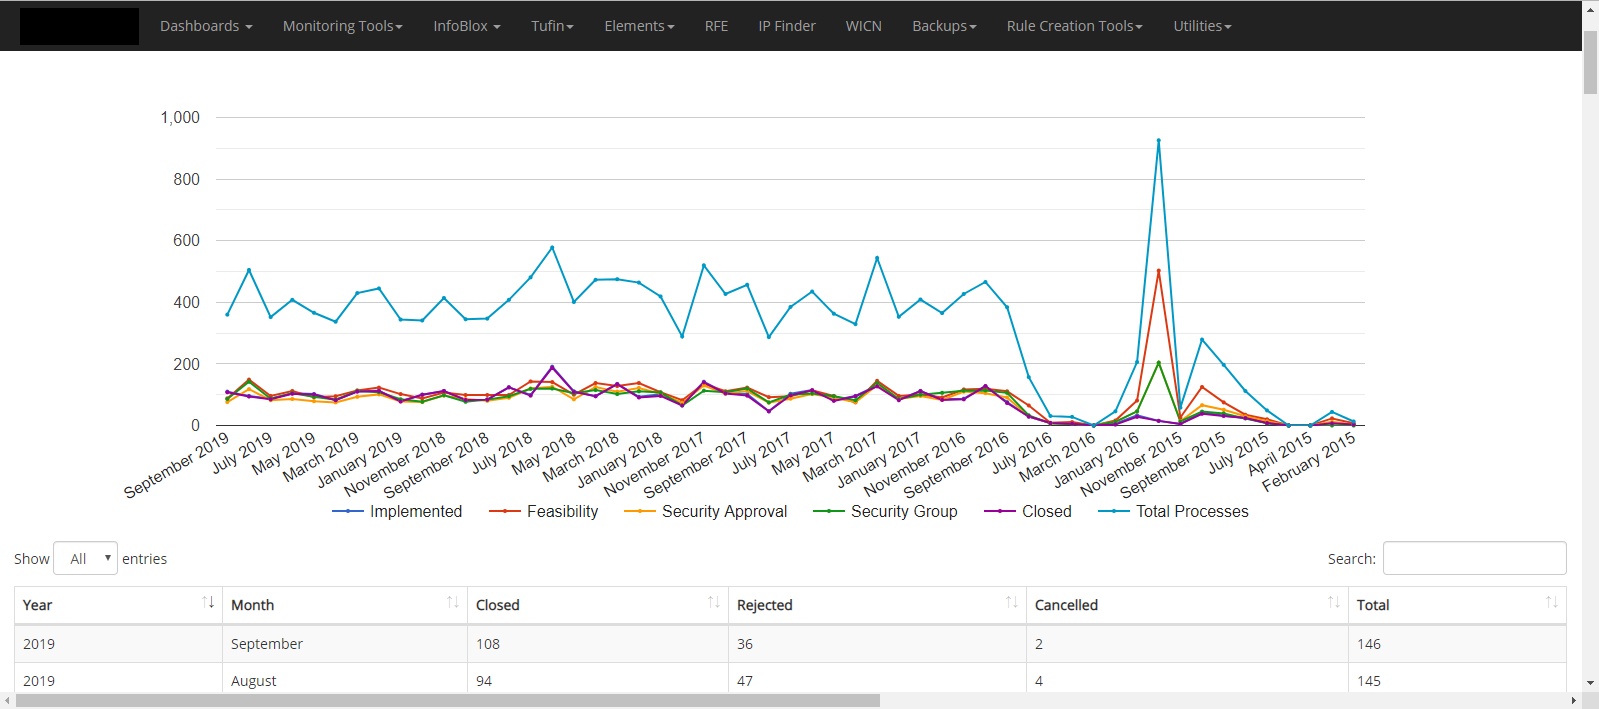 Dashboards Monitoring Tools InfoBlox Tufin Elements RFE IP Finder WICN Backups Rule Creation Tools Utilities
1,000
800
600
400
200
0
September 2019 July 2019 May 2019 March 2019 January 2019 November 2018 September 2018 July 2018 May 2018 March 2018 January 2018 November 2017 September 2017 July 2017 May 2017 March 2017 January 2017 November 2016 September 2016 July 2016 March 2016 January 2016 November 2015 September 2015 July 2015 April 2015 February 2015
Implemented Feasibility Security Approval Security Group Closed Total Processes
Show All entries Search:
Year Month Closed Rejected Cancelled Total
2019 September 108 36 2 146
2019 August 94 47 4 145